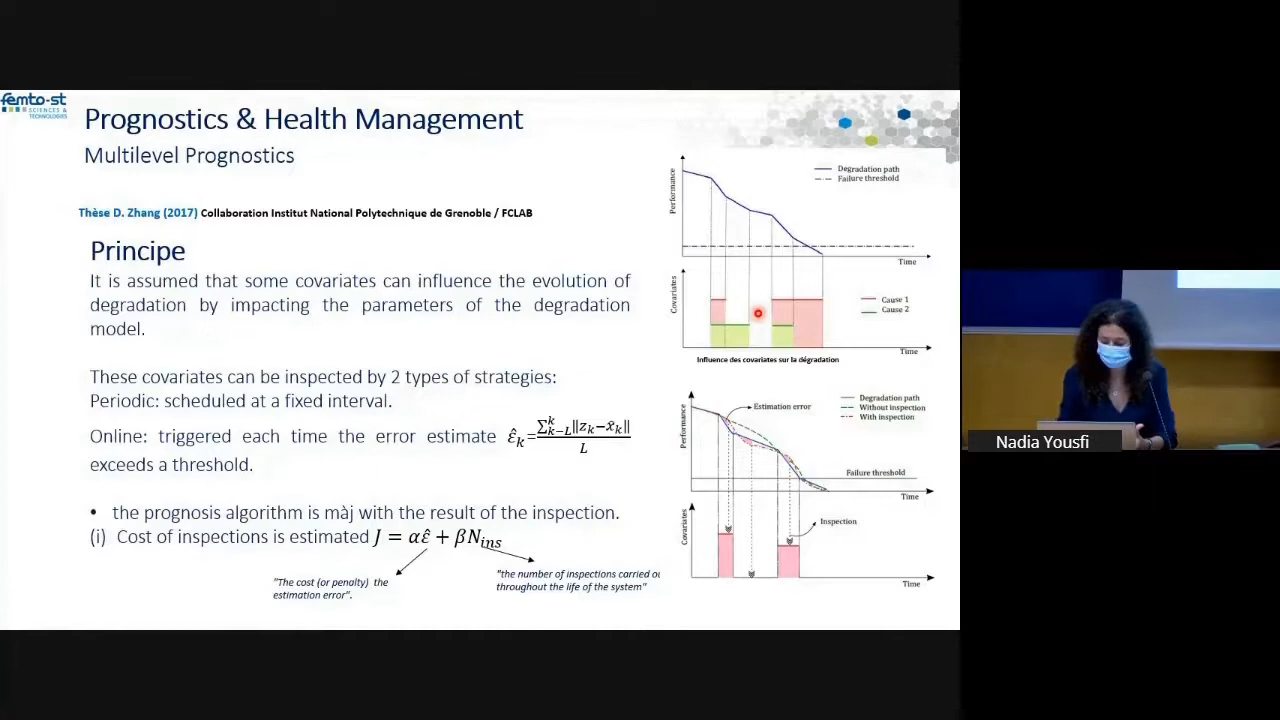 femto-st
SCIENCES &
TECHNOLOGIES
Prognostics & Health Management
Multilevel Prognostics
Thèse D. Zhang (2017) Collaboration Institut National Polytechnique de Grenoble / FCLAB
Principe
It is assumed that some covariates can influence the evolution of
degradation by impacting the parameters of the degradation
model.
These covariates can be inspected by 2 types of strategies:
Periodic: scheduled at a fixed interval.
Online: triggered each time the error estimate ε̂ₖ=∑ᵏₖ₋L‖zₖ−x̂ₖ‖/L
exceeds a threshold.
• the prognosis algorithm is màj with the result of the inspection.
(i) Cost of inspections is estimated J = αε̂ + βNins
"The cost (or penalty) the
estimation error".
"the number of inspections carried ou
throughout the life of the system"
Performance
Degradation path
Failure threshold
Time
Covariates
Cause 1
Cause 2
Time
Influence des covariates sur la dégradation
Performance
Estimation error
Degradation path
Without inspection
With inspection
Failure threshold
Time
Covariates
Inspection
Time
Nadia Yousfi